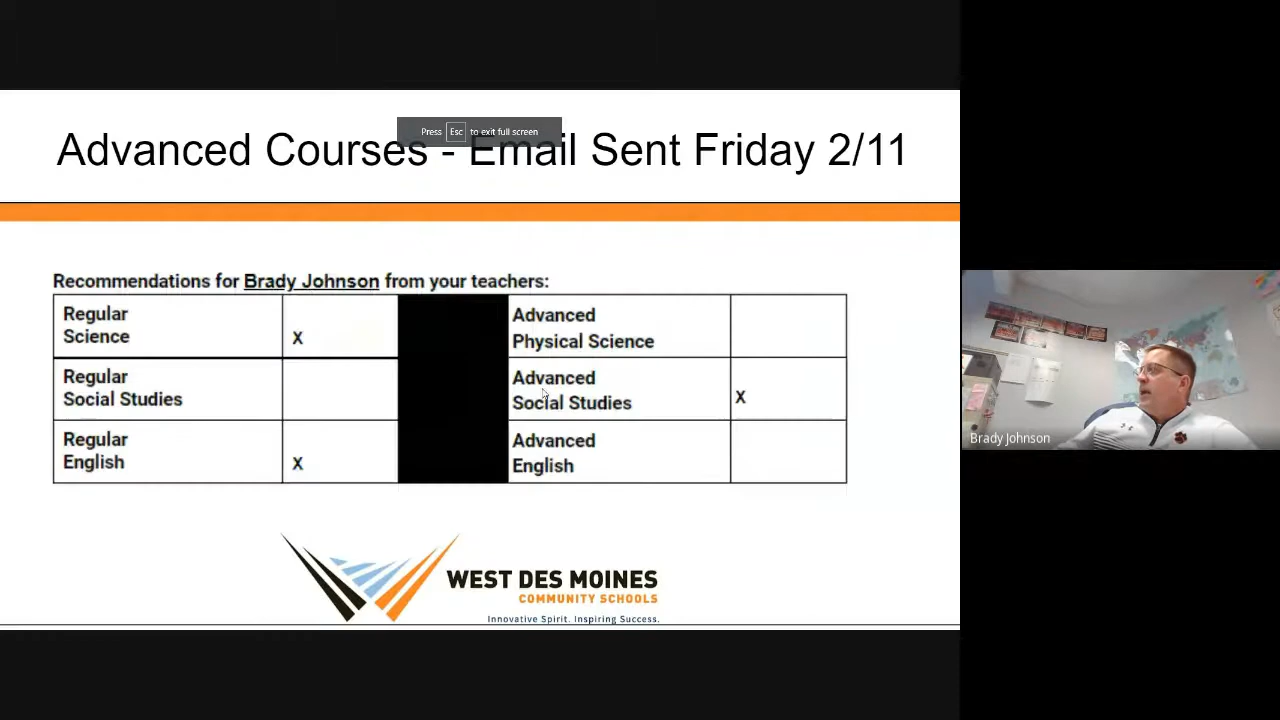 Press Esc to exit full screen
Advanced Courses - Email Sent Friday 2/11
Recommendations for Brady Johnson from your teachers:
Regular
Science
X
Advanced
Physical Science
Regular
Social Studies
Advanced
Social Studies
X
Regular
English
X
Advanced
English
WEST DES MOINES
COMMUNITY SCHOOLS
Innovative Spirit. Inspiring Success.
Brady Johnson